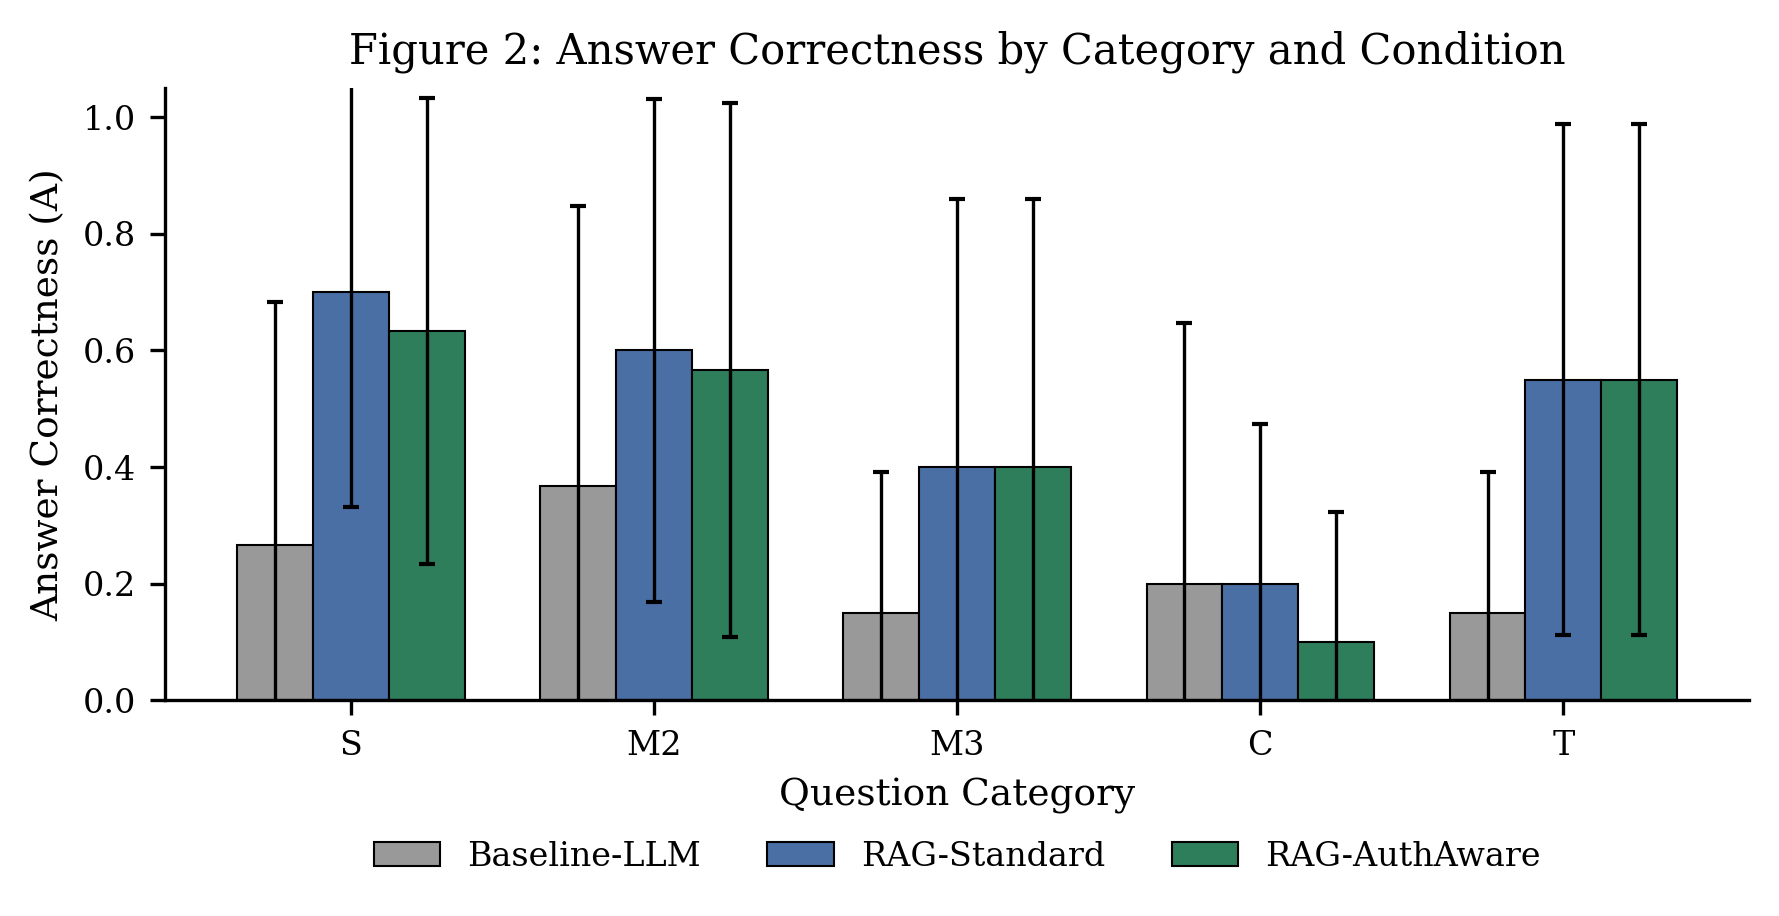 Figure 2: Answer Correctness by Category and Condition
Answer Correctness (A)
1.0
0.8
0.6
0.4
0.2
0.0
S M2 M3 C T
Question Category
Baseline-LLM RAG-Standard RAG-AuthAware